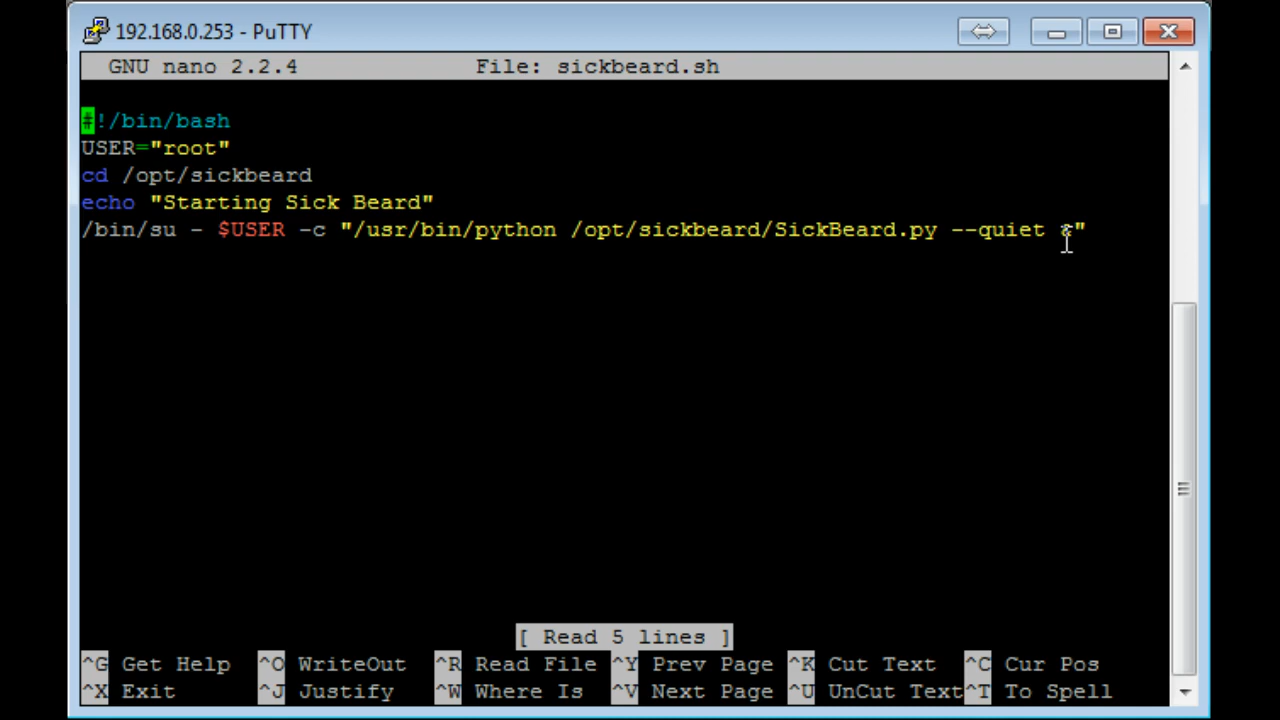 192.168.0.253 - PuTTY
GNU nano 2.2.4 File: sickbeard.sh
#!/bin/bash
USER="root"
cd /opt/sickbeard
echo "Starting Sick Beard"
/bin/su - $USER -c "/usr/bin/python /opt/sickbeard/SickBeard.py --quiet "
[ Read 5 lines ]
^G Get Help ^O WriteOut ^R Read File ^Y Prev Page ^K Cut Text ^C Cur Pos
^X Exit ^J Justify ^W Where Is ^V Next Page ^U UnCut Text^T To Spell